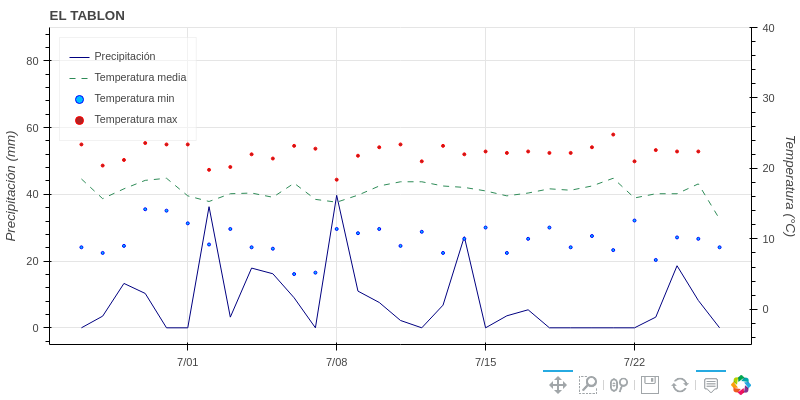 EL TABLON
Precipitación
Temperatura media
Temperatura min
Temperatura max
Precipitación (mm)
80
60
40
20
0
Temperatura (°C)
40
30
20
10
0
7/01
7/08
7/15
7/22